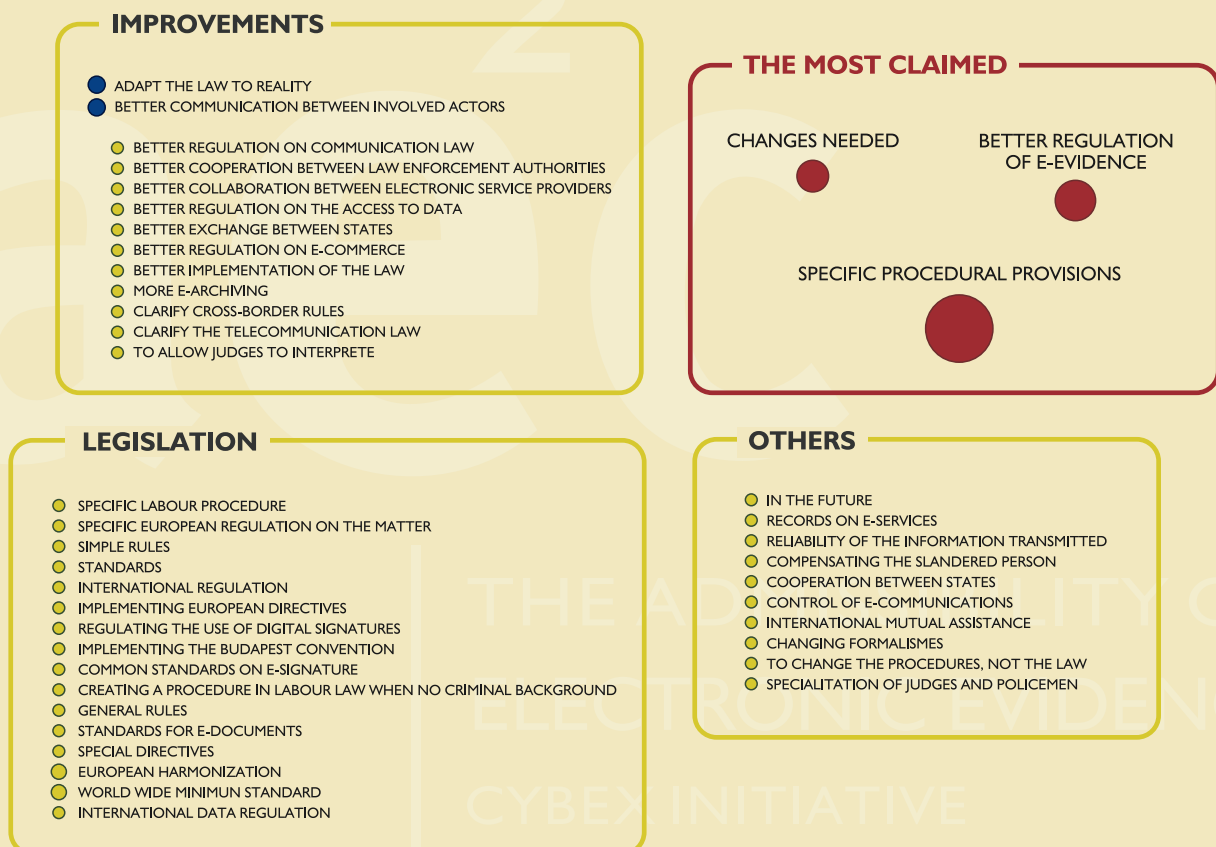 IMPROVEMENTS
ADAPT THE LAW TO REALITY
BETTER COMMUNICATION BETWEEN INVOLVED ACTORS
BETTER REGULATION ON COMMUNICATION LAW
BETTER COOPERATION BETWEEN LAW ENFORCEMENT AUTHORITIES
BETTER COLLABORATION BETWEEN ELECTRONIC SERVICE PROVIDERS
BETTER REGULATION ON THE ACCESS TO DATA
BETTER EXCHANGE BETWEEN STATES
BETTER REGULATION ON E-COMMERCE
BETTER IMPLEMENTATION OF THE LAW
MORE E-ARCHIVING
CLARIFY CROSS-BORDER RULES
CLARIFY THE TELECOMMUNICATION LAW
TO ALLOW JUDGES TO INTERPRETE
THE MOST CLAIMED
CHANGES NEEDED
BETTER REGULATION
OF E-EVIDENCE
SPECIFIC PROCEDURAL PROVISIONS
LEGISLATION
SPECIFIC LABOUR PROCEDURE
SPECIFIC EUROPEAN REGULATION ON THE MATTER
SIMPLE RULES
STANDARDS
INTERNATIONAL REGULATION
IMPLEMENTING EUROPEAN DIRECTIVES
REGULATING THE USE OF DIGITAL SIGNATURES
IMPLEMENTING THE BUDAPEST CONVENTION
COMMON STANDARDS ON E-SIGNATURE
CREATING A PROCEDURE IN LABOUR LAW WHEN NO CRIMINAL BACKGROUND
GENERAL RULES
STANDARDS FOR E-DOCUMENTS
SPECIAL DIRECTIVES
EUROPEAN HARMONIZATION
WORLD WIDE MINIMUN STANDARD
INTERNATIONAL DATA REGULATION
OTHERS
IN THE FUTURE
RECORDS ON E-SERVICES
RELIABILITY OF THE INFORMATION TRANSMITTED
COMPENSATING THE SLANDERED PERSON
COOPERATION BETWEEN STATES
CONTROL OF E-COMMUNICATIONS
INTERNATIONAL MUTUAL ASSISTANCE
CHANGING FORMALISMES
TO CHANGE THE PROCEDURES, NOT THE LAW
SPECIALITATION OF JUDGES AND POLICEMEN
aec
2
THE
ELECTRONIC
CYBEX INITIATIVE